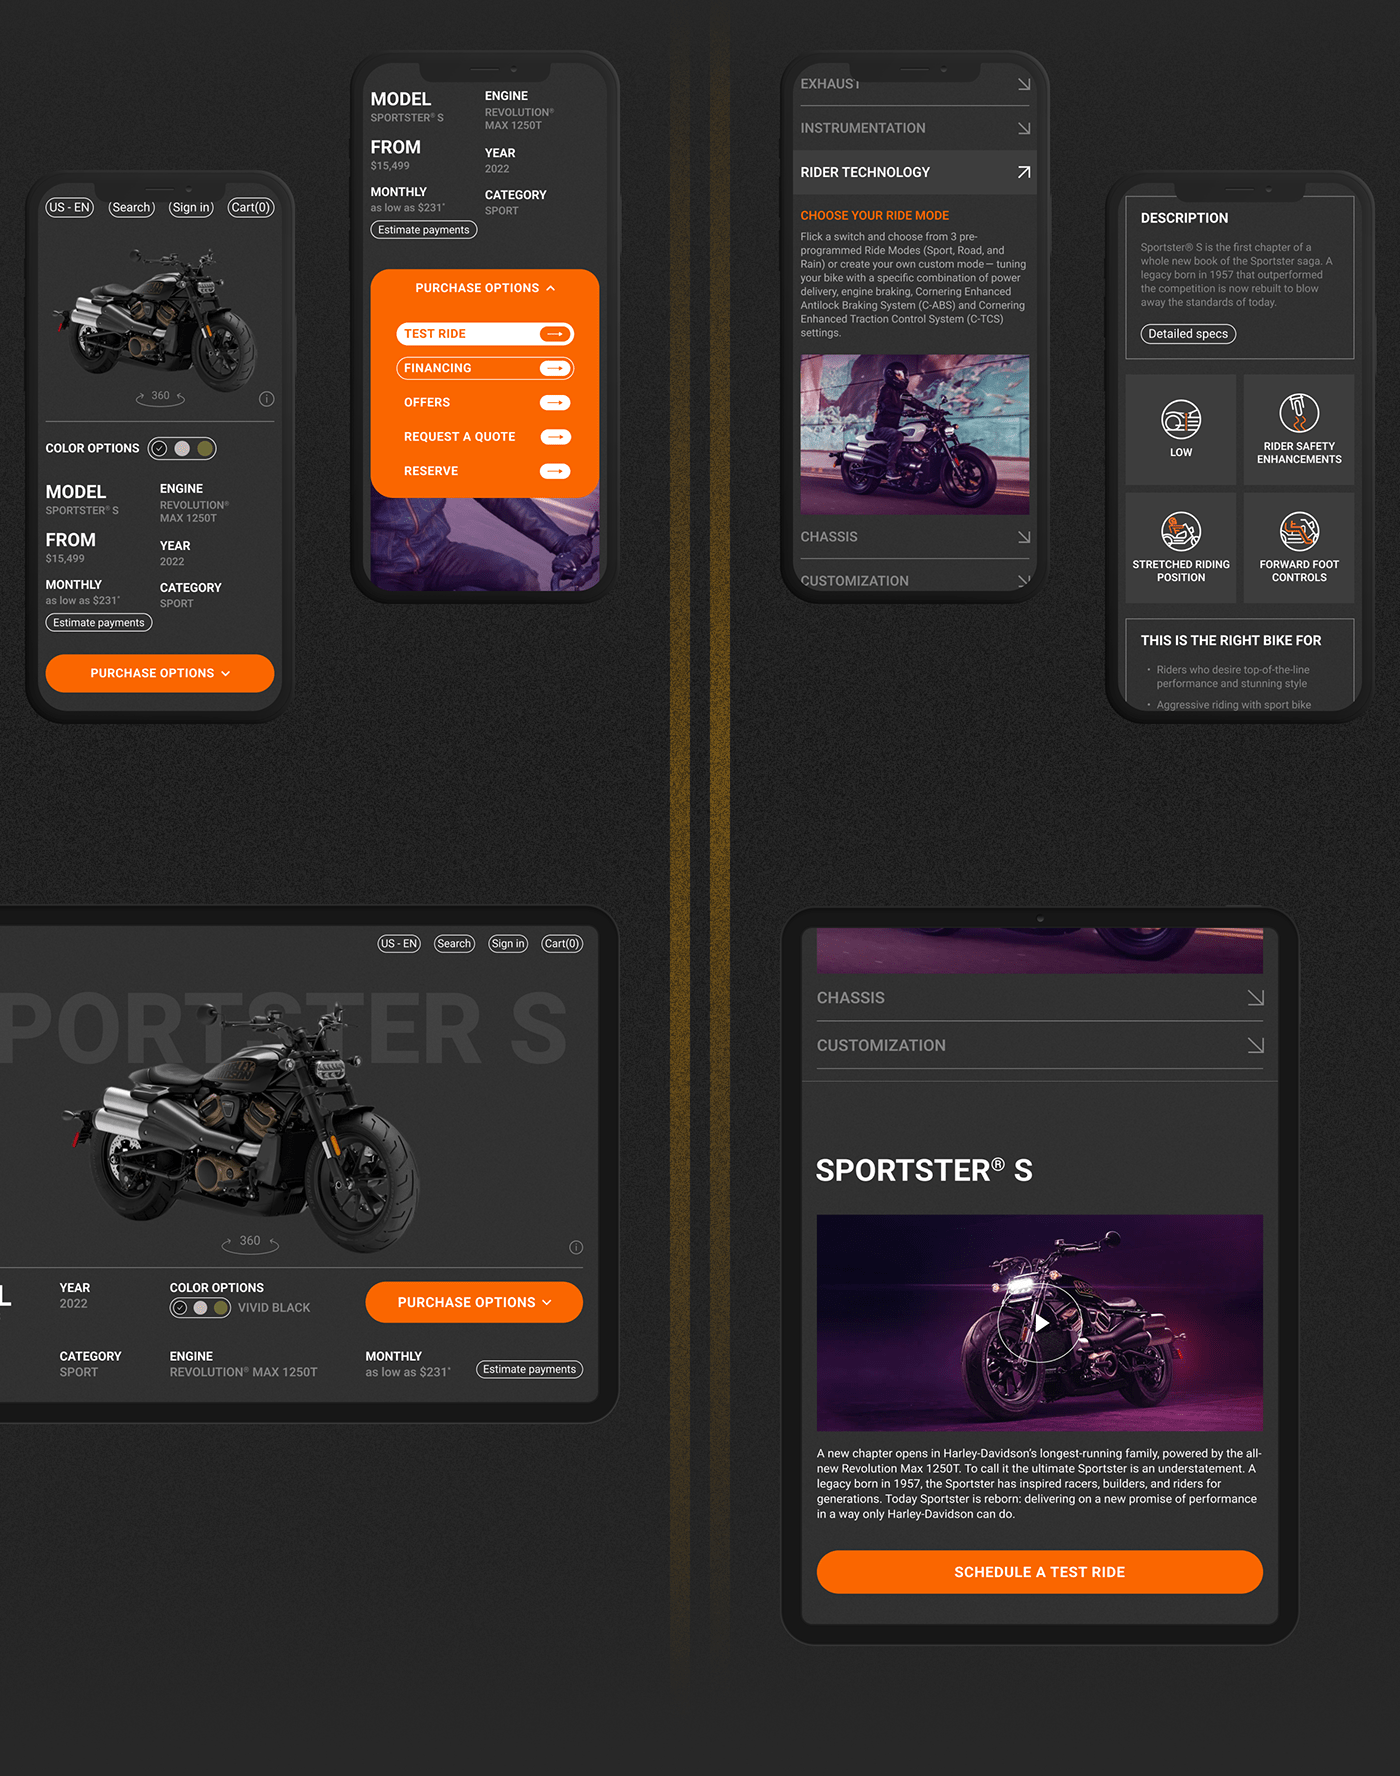 US - EN
Search
Sign in
Cart(0)
360
COLOR OPTIONS
MODEL
SPORTSTER® S
FROM
$15,499
MONTHLY
as low as $231*
Estimate payments
ENGINE
REVOLUTION®
MAX 1250T
YEAR
2022
CATEGORY
SPORT
PURCHASE OPTIONS
MODEL
SPORTSTER® S
FROM
$15,499
MONTHLY
as low as $231*
Estimate payments
ENGINE
REVOLUTION®
MAX 1250T
YEAR
2022
CATEGORY
SPORT
PURCHASE OPTIONS
TEST RIDE
FINANCING
OFFERS
REQUEST A QUOTE
RESERVE
EXHAUST
INSTRUMENTATION
RIDER TECHNOLOGY
CHOOSE YOUR RIDE MODE
Flick a switch and choose from 3 pre-
programmed Ride Modes (Sport, Road, and
Rain) or create your own custom mode — tuning
your bike with a specific combination of power
delivery, engine braking, Cornering Enhanced
Antilock Braking System (C-ABS) and Cornering
Enhanced Traction Control System (C-TCS)
settings.
CHASSIS
CUSTOMIZATION
DESCRIPTION
Sportster® S is the first chapter of a
whole new book of the Sportster saga. A
legacy born in 1957 that outperformed
the competition is now rebuilt to blow
away the standards of today.
Detailed specs
LOW
RIDER SAFETY
ENHANCEMENTS
STRETCHED RIDING
POSITION
FORWARD FOOT
CONTROLS
THIS IS THE RIGHT BIKE FOR
• Riders who desire top-of-the-line
performance and stunning style
• Aggressive riding with sport bike
US - EN
Search
Sign in
Cart(0)
PORTSTER S
360
L
YEAR
2022
COLOR OPTIONS
VIVID BLACK
PURCHASE OPTIONS
CATEGORY
SPORT
ENGINE
REVOLUTION® MAX 1250T
MONTHLY
as low as $231*
Estimate payments
CHASSIS
CUSTOMIZATION
SPORTSTER® S
A new chapter opens in Harley-Davidson's longest-running family, powered by the all-
new Revolution Max 1250T. To call it the ultimate Sportster is an understatement. A
legacy born in 1957, the Sportster has inspired racers, builders, and riders for
generations. Today Sportster is reborn: delivering on a new promise of performance
in a way only Harley-Davidson can do.
SCHEDULE A TEST RIDE